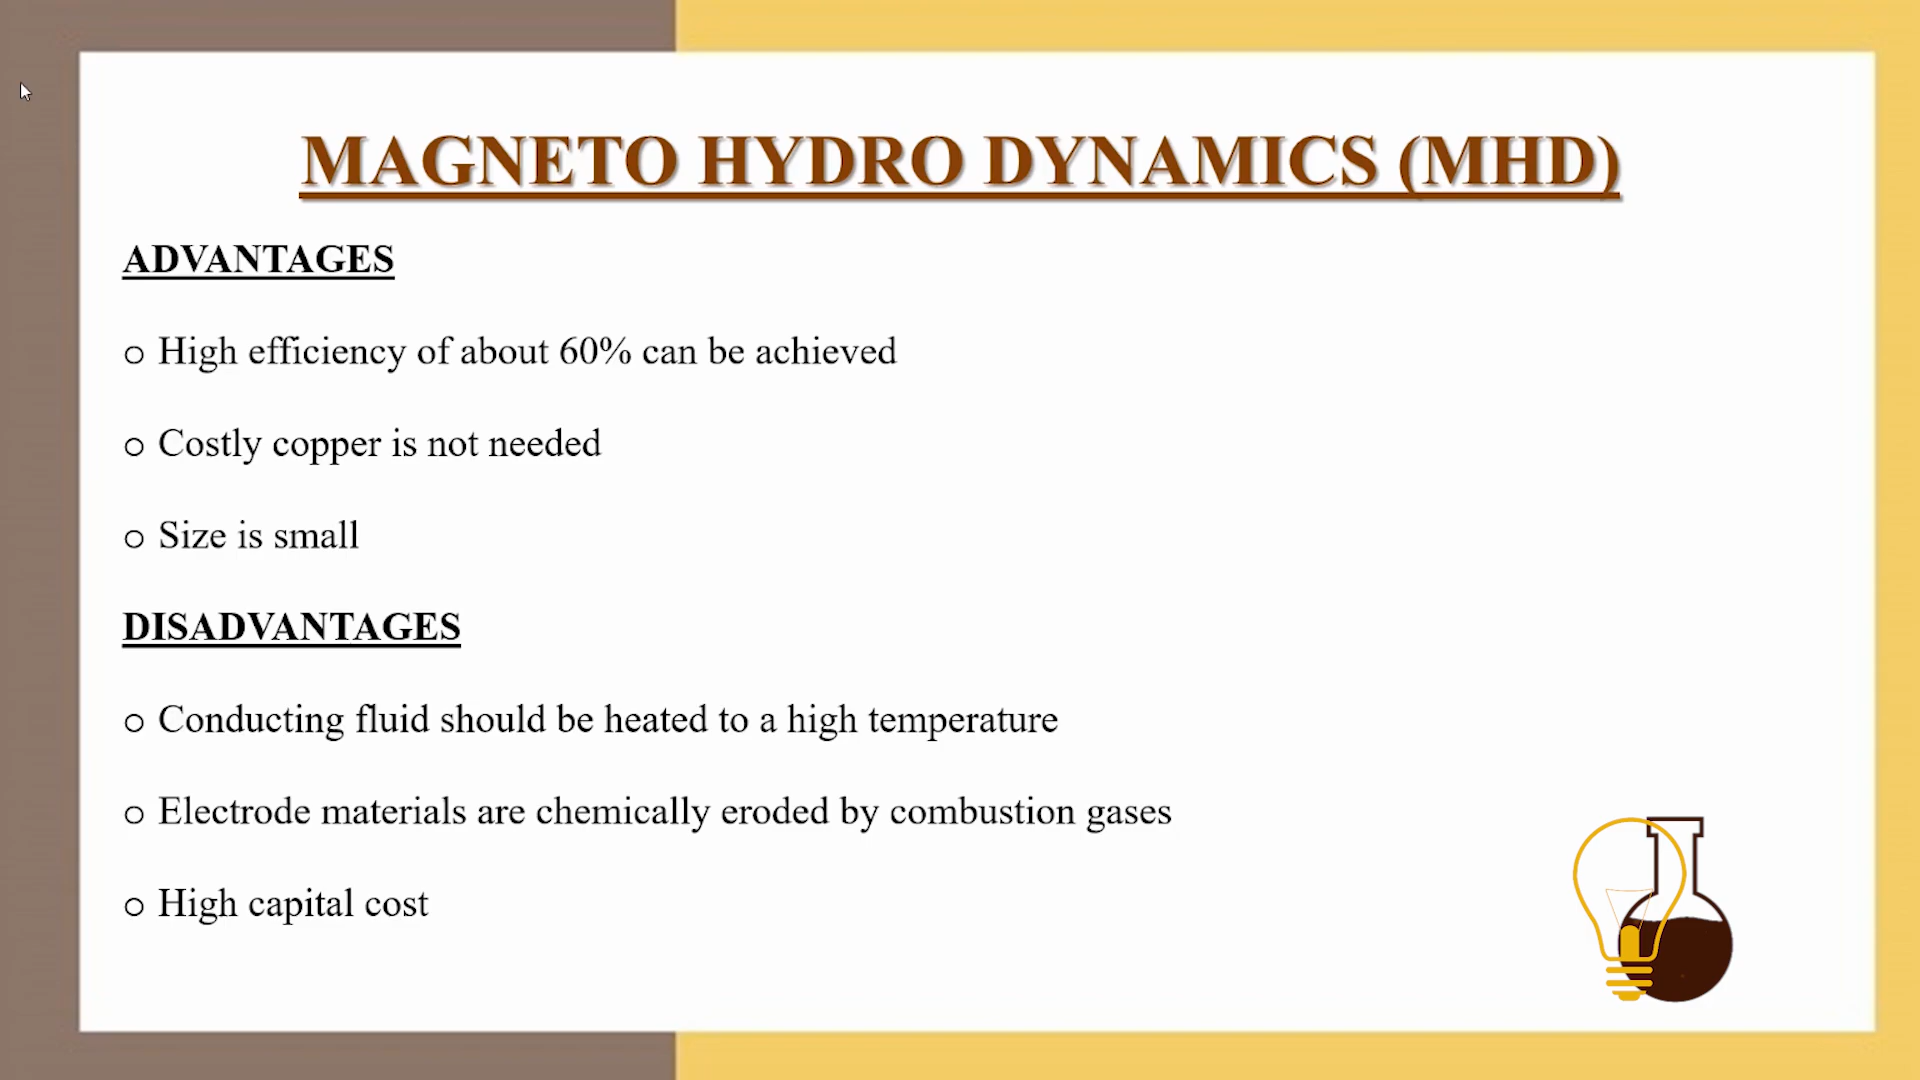 MAGNETO HYDRO DYNAMICS (MHD)
ADVANTAGES
o High efficiency of about 60% can be achieved
o Costly copper is not needed
o Size is small
DISADVANTAGES
o Conducting fluid should be heated to a high temperature
o Electrode materials are chemically eroded by combustion gases
o High capital cost